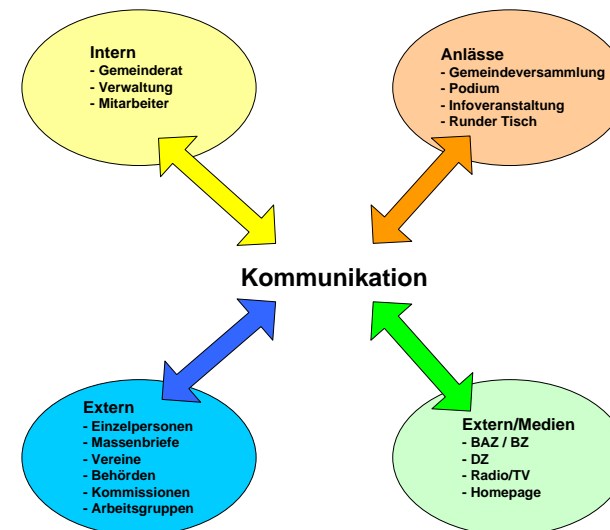 Intern
- Gemeinderat
- Verwaltung
- Mitarbeiter
Anlässe
- Gemeindeversammlung
- Podium
- Infoveranstaltung
- Runder Tisch
Kommunikation
Extern
- Einzelpersonen
- Massenbriefe
- Vereine
- Behörden
- Kommissionen
- Arbeitsgruppen
Extern/Medien
- BAZ / BZ
- DZ
- Radio/TV
- Homepage